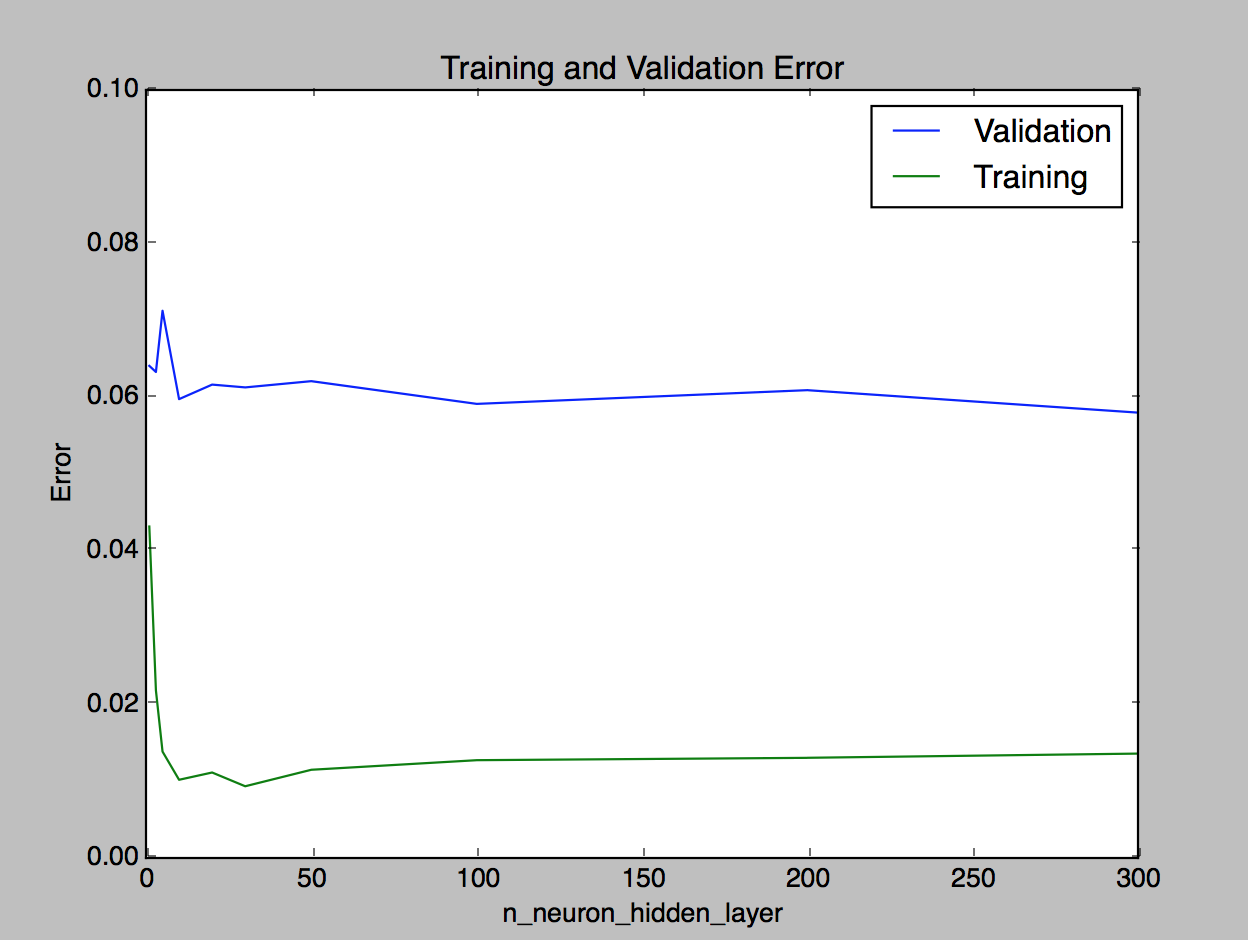 Training and Validation Error
Validation
Training
0.10
0.08
0.06
0.04
0.02
0.00
Error
0 50 100 150 200 250 300
n_neuron_hidden_layer